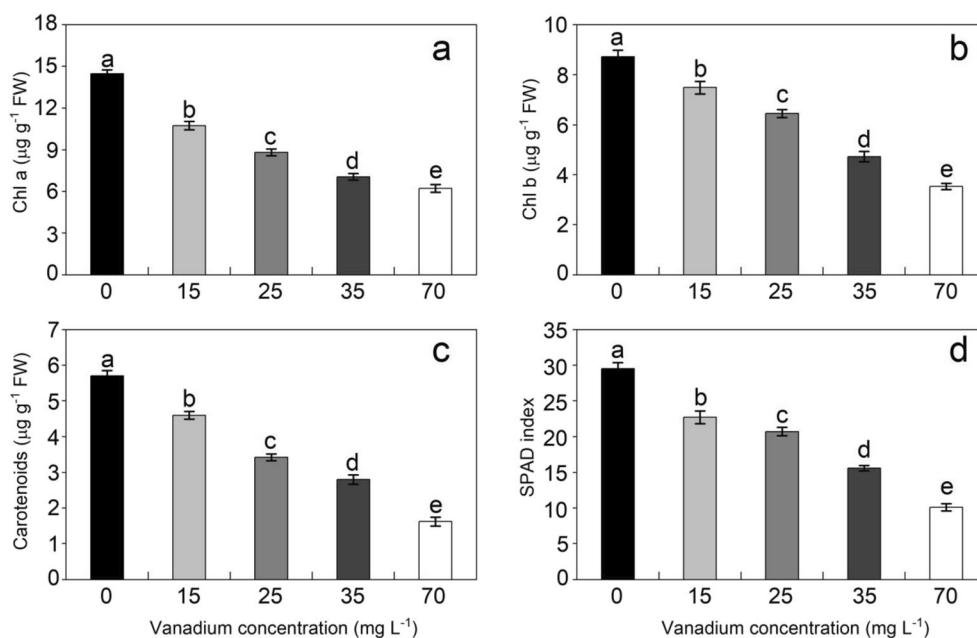 18
15
12
9
6
3
0
Chl a (µg g⁻¹ FW)
a
a
b
c
d
e
0 15 25 35 70
10
8
6
4
2
0
Chl b (µg g⁻¹ FW)
b
a
b
c
d
e
0 15 25 35 70
7
6
5
4
3
2
1
0
Carotenoids (µg g⁻¹ FW)
c
a
b
c
d
e
0 15 25 35 70
Vanadium concentration (mg L⁻¹)
35
30
25
20
15
10
5
0
SPAD index
d
a
b
c
d
e
0 15 25 35 70
Vanadium concentration (mg L⁻¹)